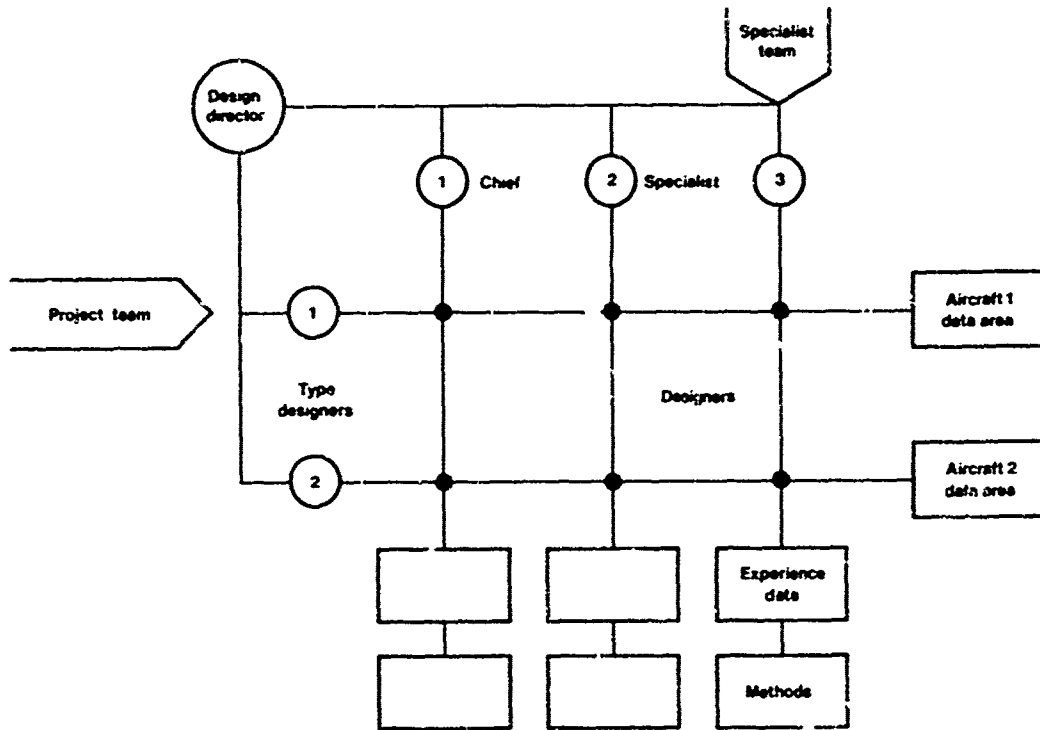 Specialist
team
Design
director
1 Chief
2 Specialist
3
Project team
1
Aircraft 1
data area
Type
designers
Designers
2
Aircraft 2
data area
Experience
data
Methods